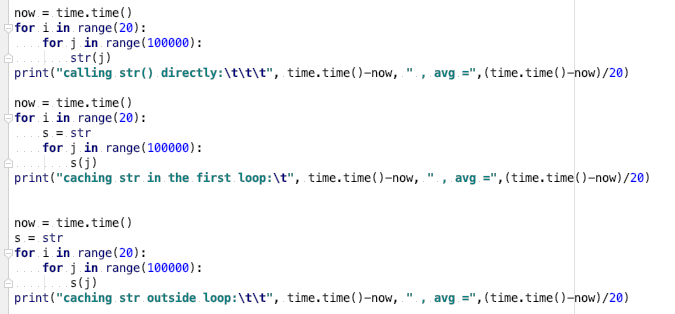 now = time.time()
for i in range(20):
    for j in range(100000):
        str(j)
print("calling str() directly:\t\t\t", time.time()-now, " , avg =",(time.time()-now)/20)

now = time.time()
for i in range(20):
    s = str
    for j in range(100000):
        s(j)
print("caching str in the first loop:\t", time.time()-now, " , avg =",(time.time()-now)/20)


now = time.time()
s = str
for i in range(20):
    for j in range(100000):
        s(j)
print("caching str outside loop:\t\t", time.time()-now, " , avg =",(time.time()-now)/20)